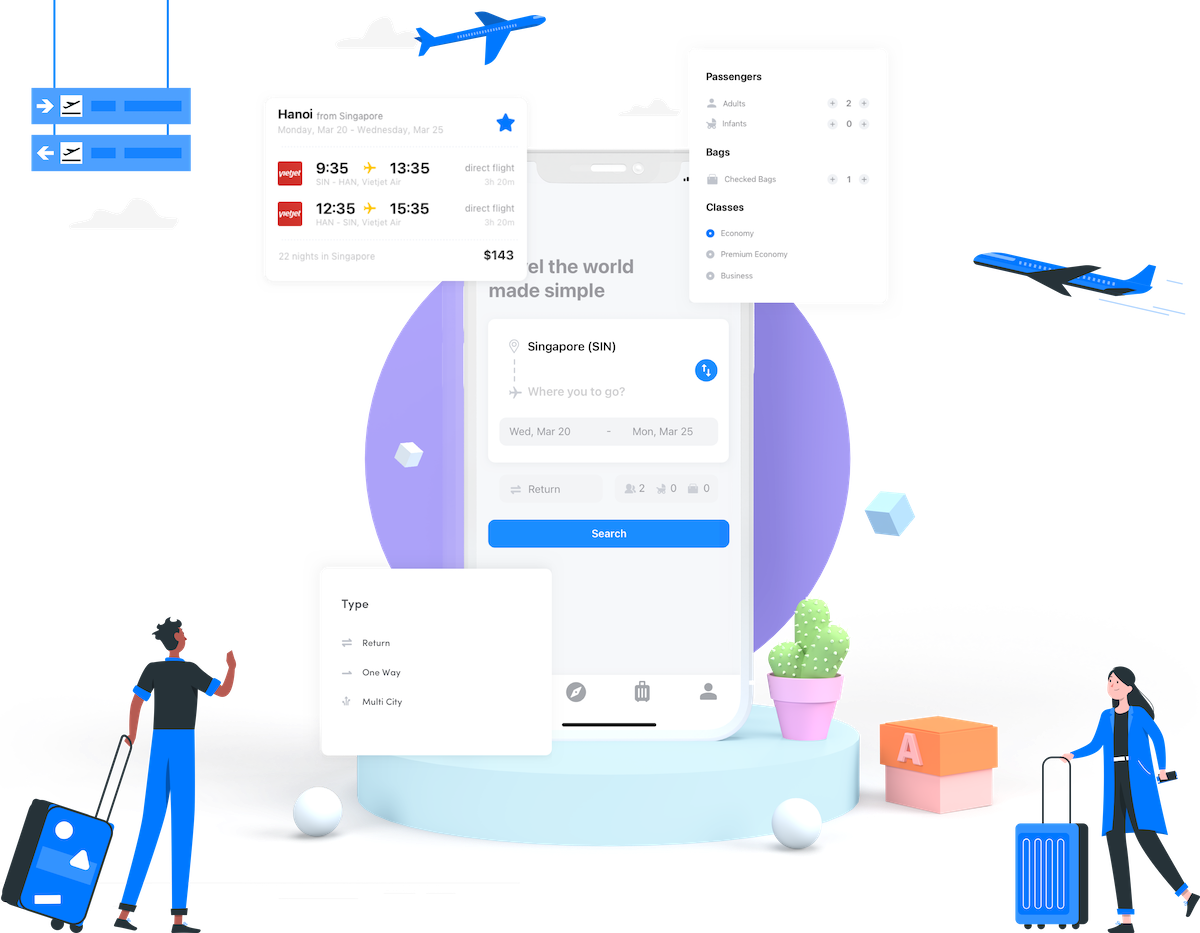 Hanoi from Singapore
Monday, Mar 20 - Wednesday, Mar 25
vietjet 9:35 13:35 direct flight
SIN - HAN, Vietjet Air 3h 20m
vietjet 12:35 15:35 direct flight
HAN - SIN, Vietjet Air 3h 20m
22 nights in Singapore $143
Passengers
Adults + 2 +
Infants + 0 +
Bags
Checked Bags + 1 +
Classes
Economy
Premium Economy
Business
the world
made simple
Singapore (SIN)
Where you to go?
Wed, Mar 20 - Mon, Mar 25
Return 2 0 0
Search
Type
Return
One Way
Multi City
A